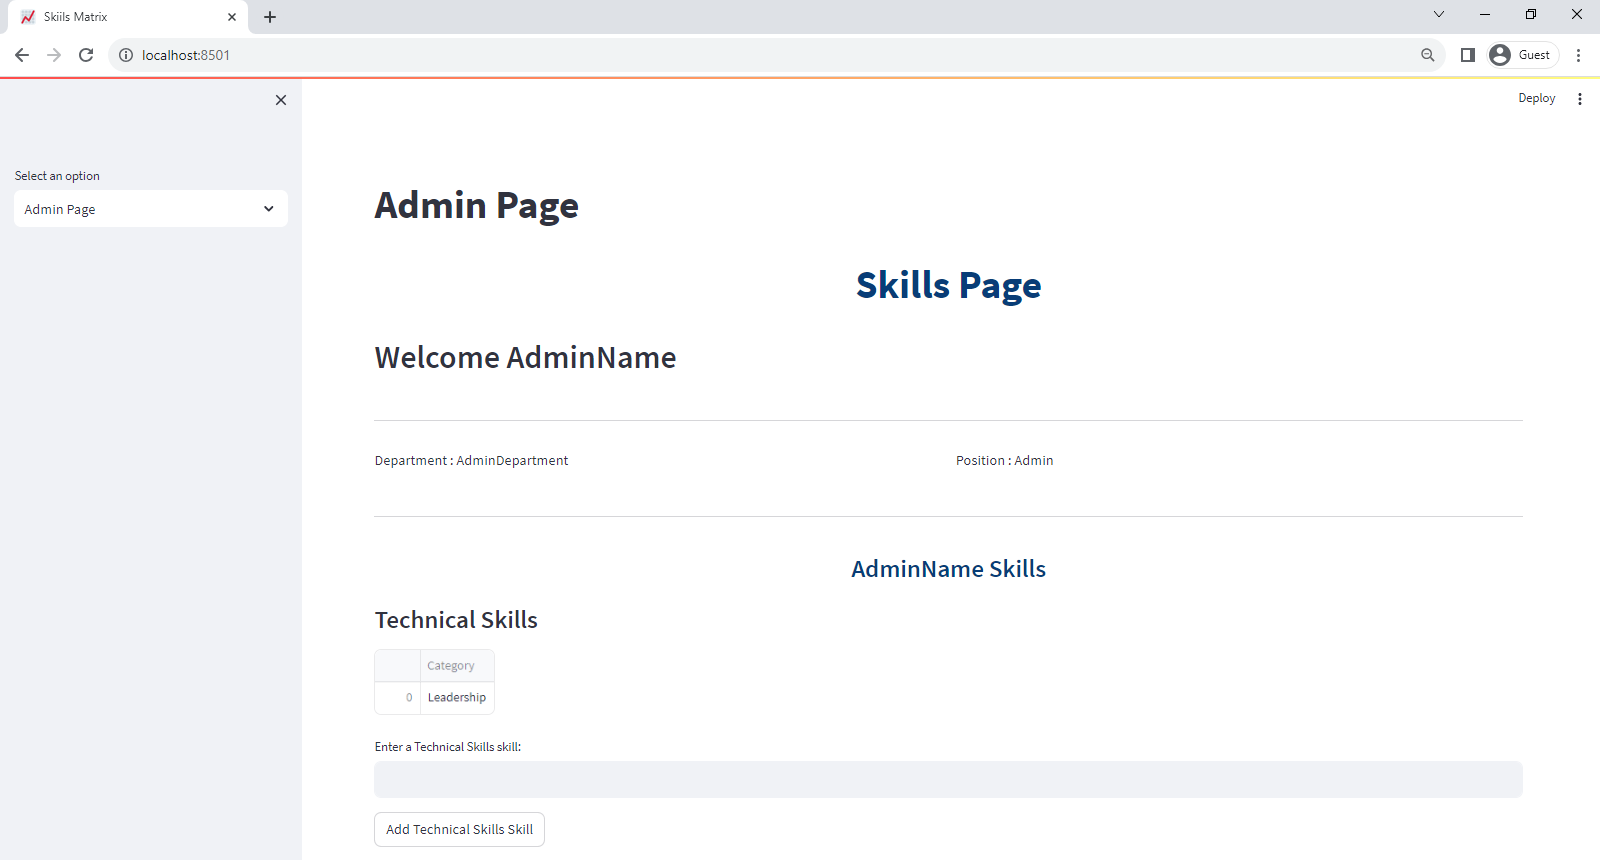 Skiils Matrix
localhost:8501
Guest
Deploy
Select an option
Admin Page
Admin Page
Skills Page
Welcome AdminName
Department : AdminDepartment
Position : Admin
AdminName Skills
Technical Skills
Category
0 Leadership
Enter a Technical Skills skill:
Add Technical Skills Skill